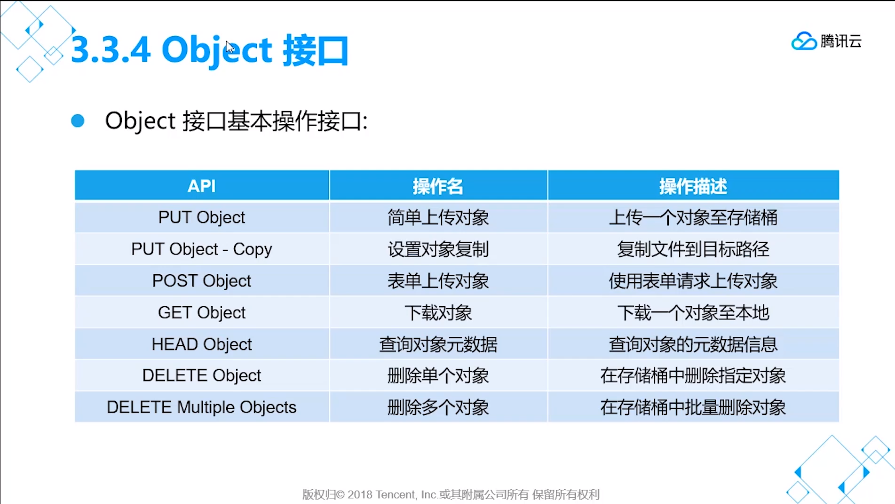 3.3.4 Object 接口
腾讯云
Object 接口基本操作接口:
API 操作名 操作描述
PUT Object 简单上传对象 上传一个对象至存储桶
PUT Object - Copy 设置对象复制 复制文件到目标路径
POST Object 表单上传对象 使用表单请求上传对象
GET Object 下载对象 下载一个对象至本地
HEAD Object 查询对象元数据 查询对象的元数据信息
DELETE Object 删除单个对象 在存储桶中删除指定对象
DELETE Multiple Objects 删除多个对象 在存储桶中批量删除对象
版权归© 2018 Tencent, Inc.或其附属公司所有 保留所有权利